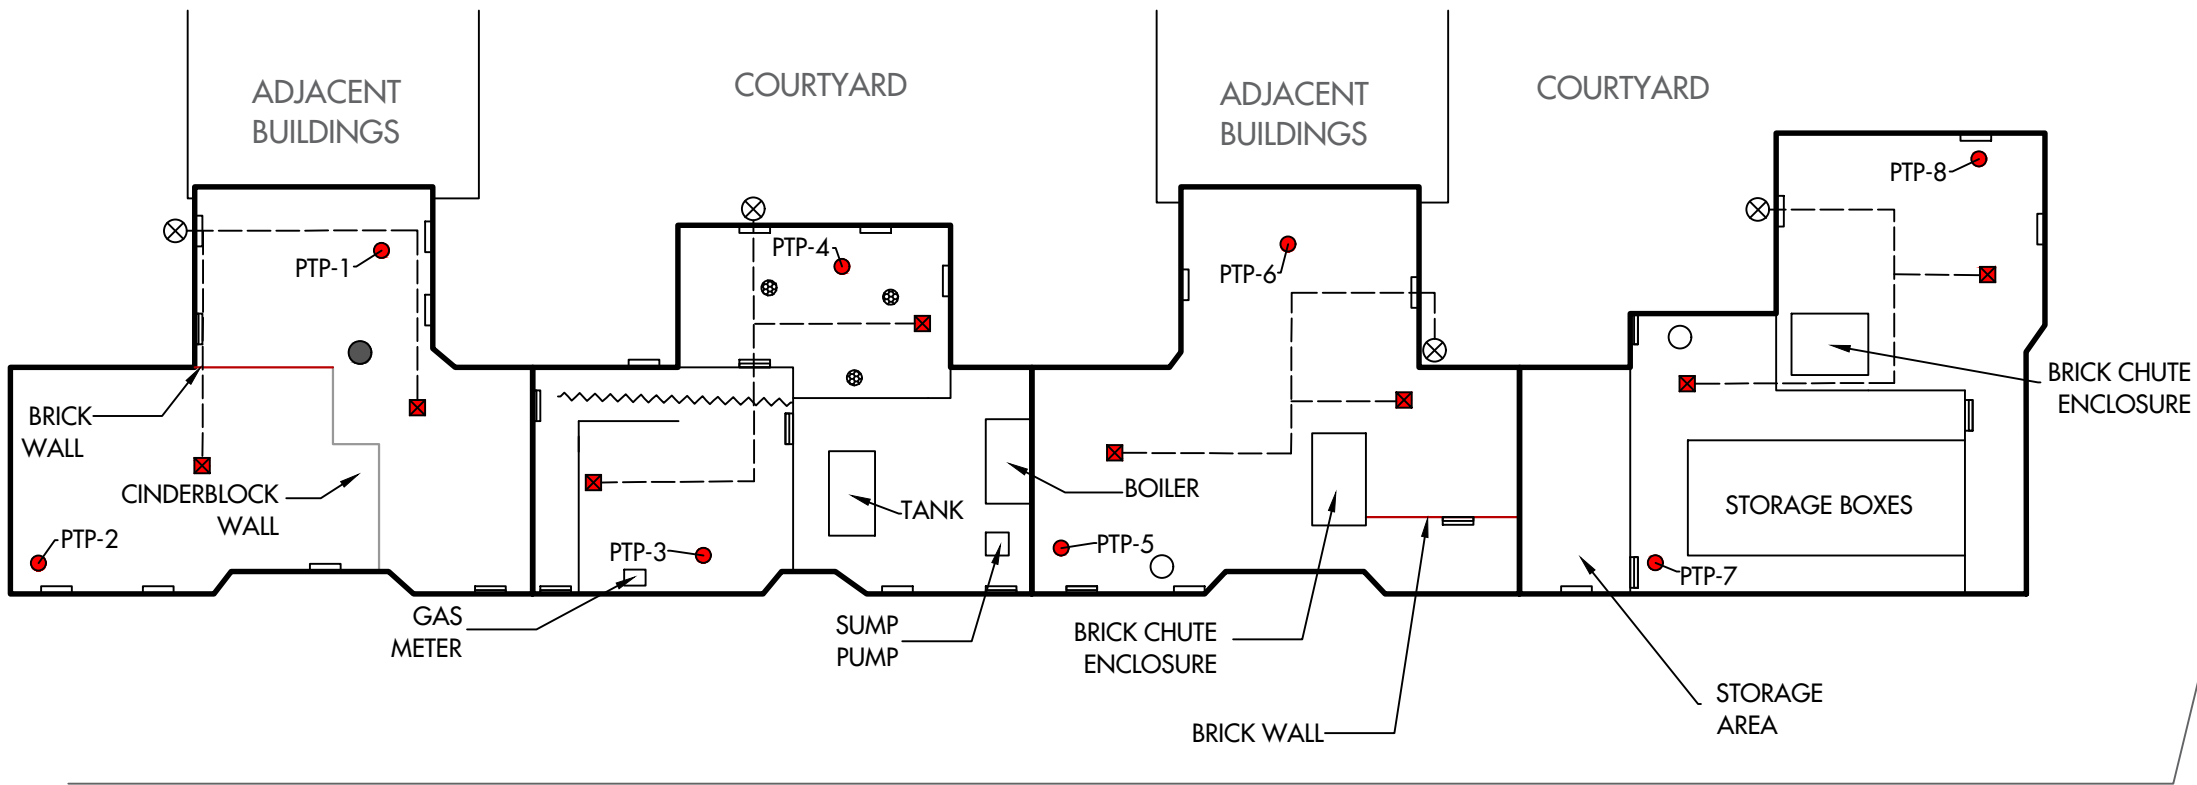 ADJACENT
BUILDINGS
COURTYARD
ADJACENT
BUILDINGS
COURTYARD
PTP-8
PTP-1
PTP-4
PTP-6
BRICK
WALL
CINDERBLOCK
WALL
PTP-2
PTP-3
TANK
BOILER
PTP-5
BRICK CHUTE
ENCLOSURE
STORAGE BOXES
PTP-7
GAS
METER
SUMP
PUMP
BRICK CHUTE
ENCLOSURE
BRICK WALL
STORAGE
AREA